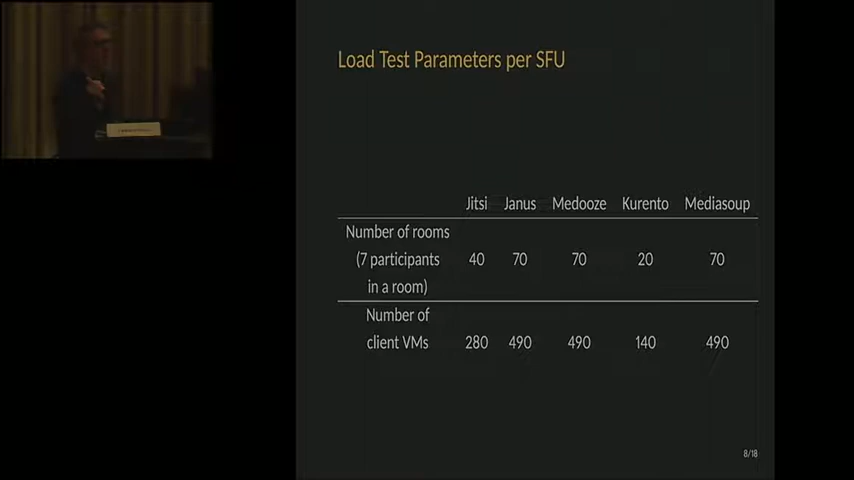 Load Test Parameters per SFU
Jitsi Janus Medooze Kurento Mediasoup
Number of rooms
(7 participants 40 70 70 20 70
in a room)
Number of
client VMs 280 490 490 140 490
8/18